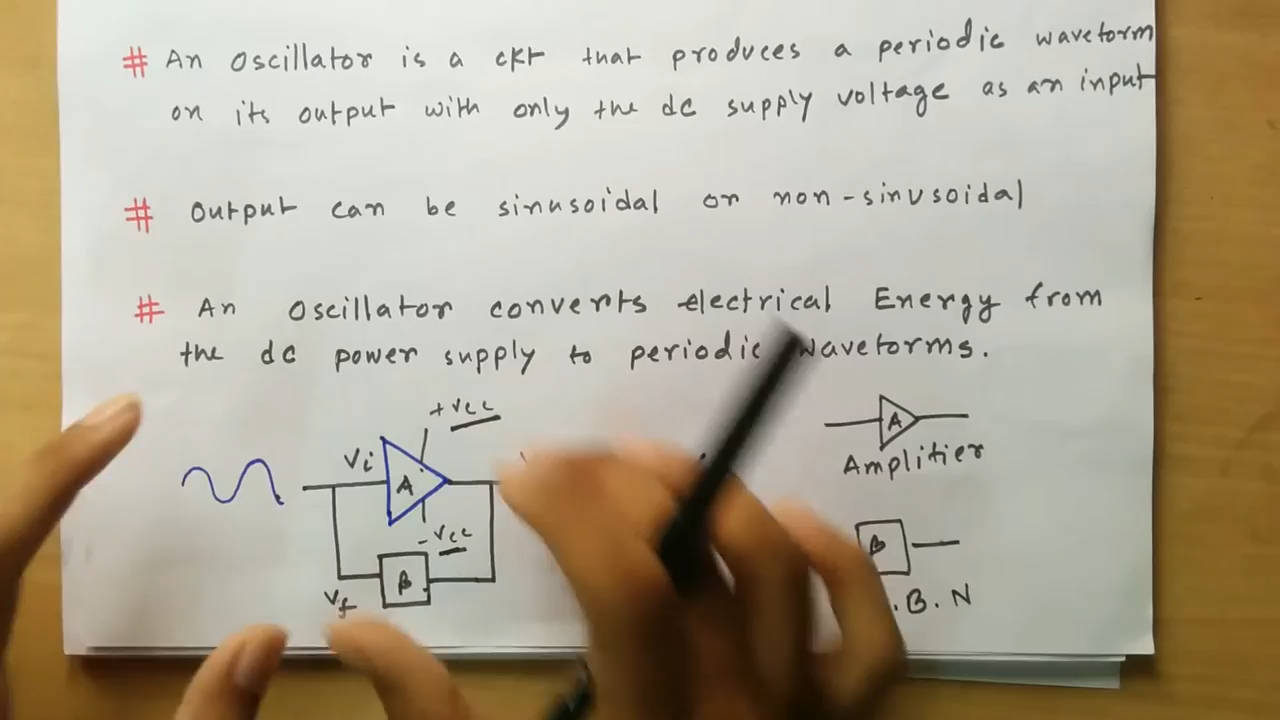 # An Oscillator is a ckt that produces a periodic waveform
on its output with only the dc supply voltage as an input
# Output can be sinusoidal or non-sinusoidal
# An Oscillator converts electrical Energy from
the dc power supply to periodic waveforms.
+Vcc
Vi
A
-Vcc
β
Vf
A
Amplifier
β
.B.N